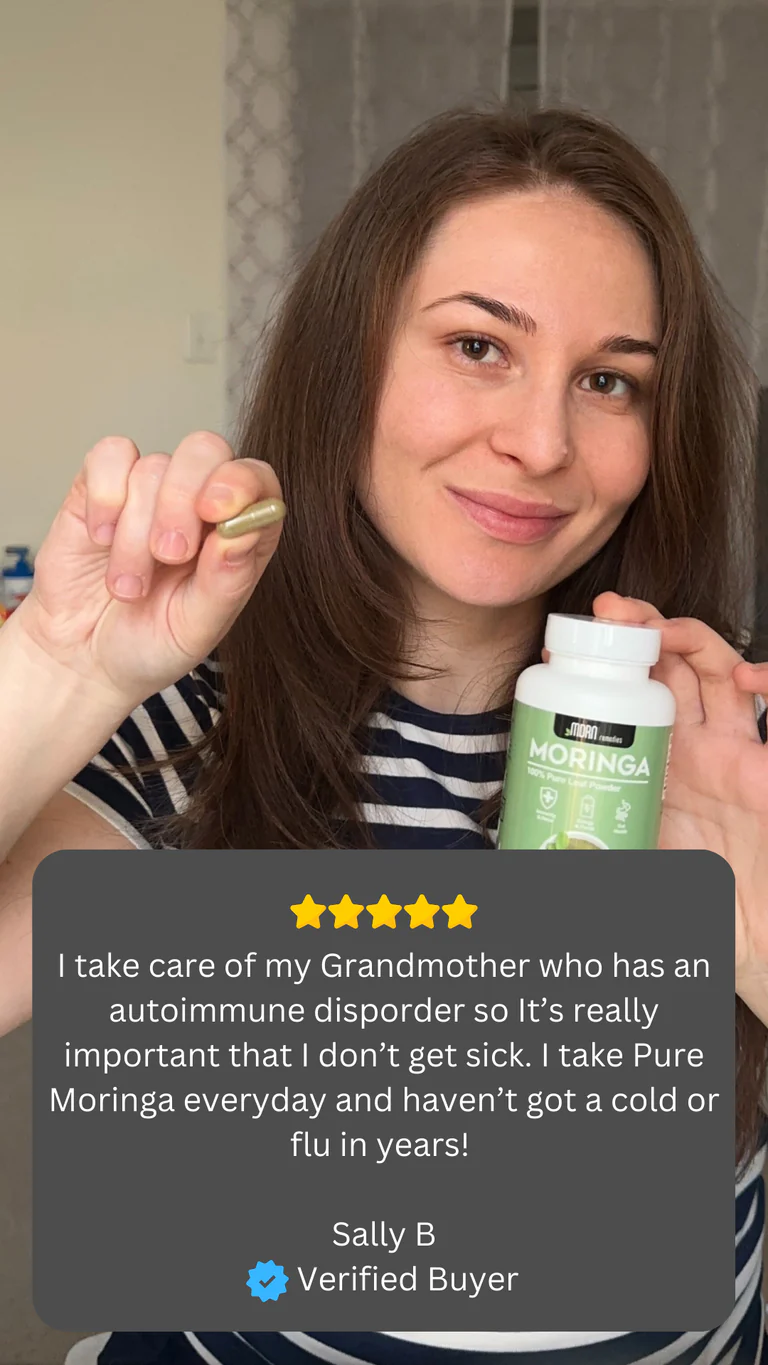 MORN remedies
MORINGA
100% Pure Leaf Powder
I take care of my Grandmother who has an
autoimmune disporder so It’s really
important that I don’t get sick. I take Pure
Moringa everyday and haven’t got a cold or
flu in years!
Sally B
Verified Buyer